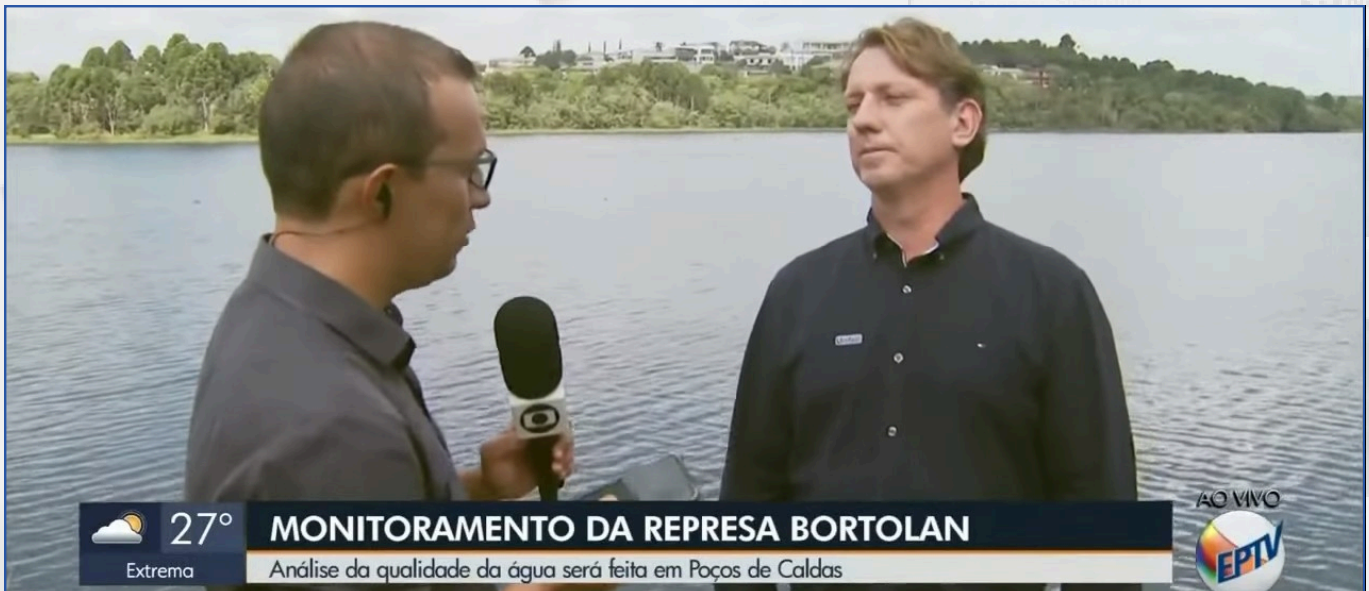 AO VIVO
27°
MONITORAMENTO DA REPRESA BORTOLAN
EPTV
Extrema
Análise da qualidade da água será feita em Poços de Caldas